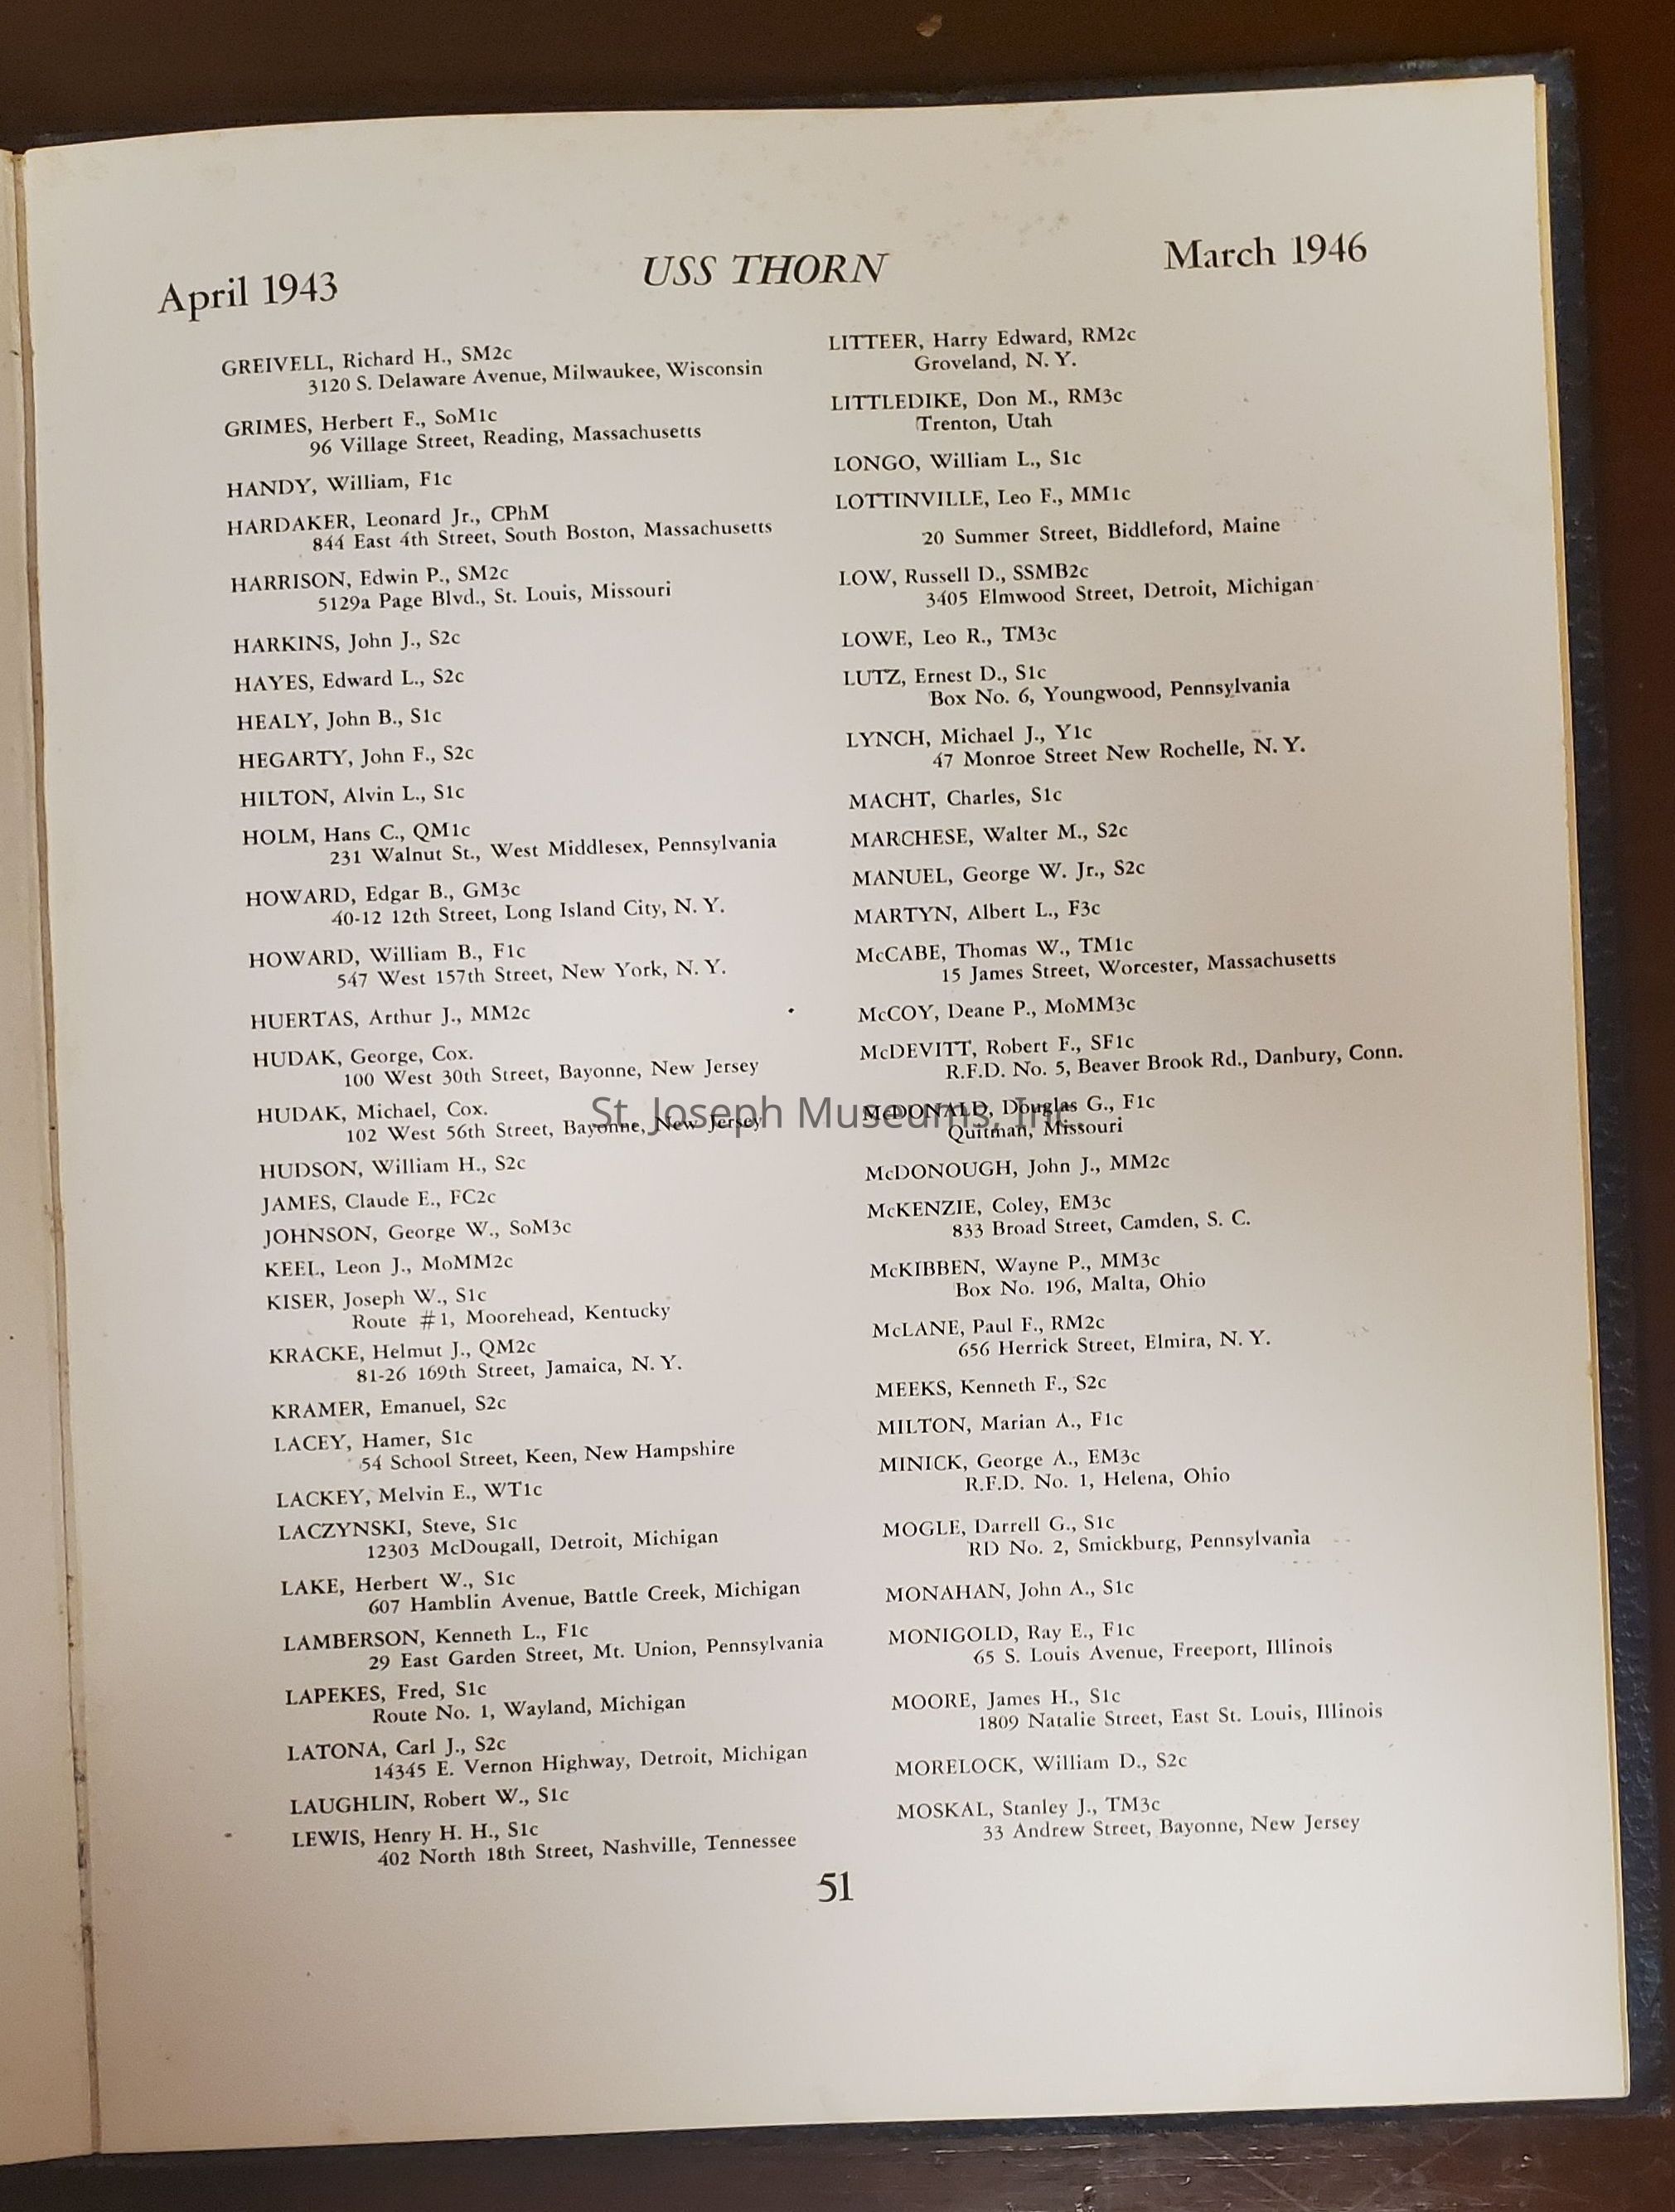 April 1943 USS THORN March 1946
GREIVELL, Richard H., SM2c
3120 S. Delaware Avenue, Milwaukee, Wisconsin
GRIMES, Herbert F., SoM1c
96 Village Street, Reading, Massachusetts
HANDY, William, F1c
HARDAKER, Leonard Jr., CPhM
844 East 4th Street, South Boston, Massachusetts
HARRISON, Edwin P., SM2c
5129a Page Blvd., St. Louis, Missouri
HARKINS, John J., S2c
HAYES, Edward L., S2c
HEALY, John B., S1c
HEGARTY, John F., S2c
HILTON, Alvin L., S1c
HOLM, Hans C., QM1c
231 Walnut St., West Middlesex, Pennsylvania
HOWARD, Edgar B., GM3c
40-12 12th Street, Long Island City, N. Y.
HOWARD, William B., F1c
547 West 157th Street, New York, N. Y.
HUERTAS, Arthur J., MM2c
HUDAK, George, Cox.
100 West 30th Street, Bayonne, New Jersey
HUDAK, Michael, Cox.
102 West 56th Street, Bayonne, New Jersey
HUDSON, William H., S2c
JAMES, Claude E., FC2c
JOHNSON, George W., SoM3c
KEEL, Leon J., MoMM2c
KISER, Joseph W., S1c
Route #1, Moorehead, Kentucky
KRACKE, Helmut J., QM2c
81-26 169th Street, Jamaica, N. Y.
KRAMER, Emanuel, S2c
LACEY, Hamer, S1c
54 School Street, Keen, New Hampshire
LACKEY, Melvin E., WT1c
LACZYNSKI, Steve, S1c
12303 McDougall, Detroit, Michigan
LAKE, Herbert W., S1c
607 Hamblin Avenue, Battle Creek, Michigan
LAMBERSON, Kenneth L., F1c
29 East Garden Street, Mt. Union, Pennsylvania
LAPEKES, Fred, S1c
Route No. 1, Wayland, Michigan
LATONA, Carl J., S2c
14345 E. Vernon Highway, Detroit, Michigan
LAUGHLIN, Robert W., S1c
LEWIS, Henry H. H., S1c
402 North 18th Street, Nashville, Tennessee
LITTEER, Harry Edward, RM2c
Groveland, N. Y.
LITTLEDIKE, Don M., RM3c
Trenton, Utah
LONGO, William L., S1c
LOTTINVILLE, Leo F., MM1c
20 Summer Street, Biddleford, Maine
LOW, Russell D., SSMB2c
3405 Elmwood Street, Detroit, Michigan
LOWE, Leo R., TM3c
LUTZ, Ernest D., S1c
Box No. 6, Youngwood, Pennsylvania
LYNCH, Michael J., Y1c
47 Monroe Street New Rochelle, N. Y.
MACHT, Charles, S1c
MARCHESE, Walter M., S2c
MANUEL, George W. Jr., S2c
MARTYN, Albert L., F3c
McCABE, Thomas W., TM1c
15 James Street, Worcester, Massachusetts
McCOY, Deane P., MoMM3c
McDEVITT, Robert F., SF1c
R.F.D. No. 5, Beaver Brook Rd., Danbury, Conn.
McDONALD, Douglas G., F1c
Quitman, Missouri
McDONOUGH, John J., MM2c
McKENZIE, Coley, EM3c
833 Broad Street, Camden, S. C.
McKIBBEN, Wayne P., MM3c
Box No. 196, Malta, Ohio
McLANE, Paul F., RM2c
656 Herrick Street, Elmira, N. Y.
MEEKS, Kenneth F., S2c
MILTON, Marian A., F1c
MINICK, George A., EM3c
R.F.D. No. 1, Helena, Ohio
MOGLE, Darrell G., S1c
RD No. 2, Smickburg, Pennsylvania
MONAHAN, John A., S1c
MONIGOLD, Ray E., F1c
65 S. Louis Avenue, Freeport, Illinois
MOORE, James H., S1c
1809 Natalie Street, East St. Louis, Illinois
MORELOCK, William D., S2c
MOSKAL, Stanley J., TM3c
33 Andrew Street, Bayonne, New Jersey
51
St. Joseph Museums, Inc.